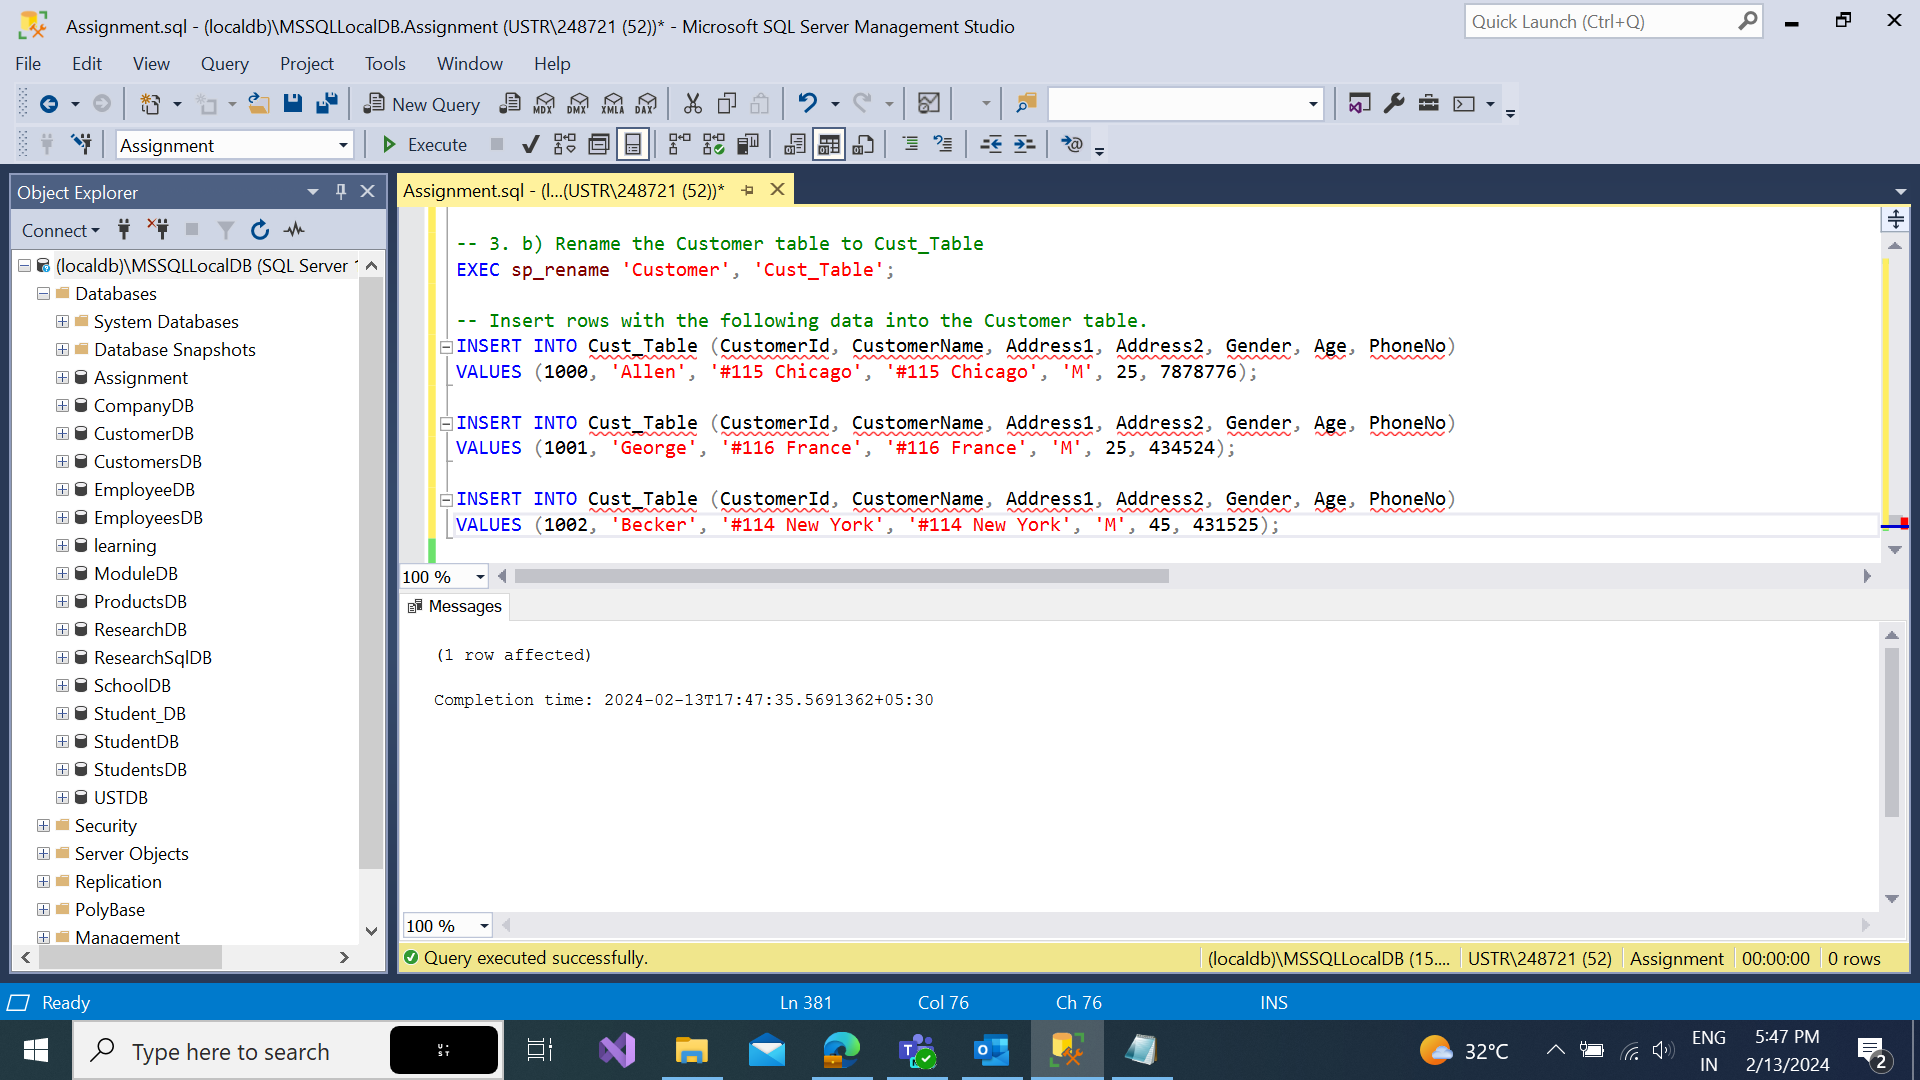 Assignment.sql - (localdb)\MSSQLLocalDB.Assignment (USTR\248721 (52))* - Microsoft SQL Server Management Studio
Quick Launch (Ctrl+Q)
File Edit View Query Project Tools Window Help
New Query MDX DMX XMLA DAX
Assignment
Execute
Object Explorer
Assignment.sql - (l...(USTR\248721 (52))*
Connect
(localdb)\MSSQLLocalDB (SQL Server 1
Databases
System Databases
Database Snapshots
Assignment
CompanyDB
CustomerDB
CustomersDB
EmployeeDB
EmployeesDB
learning
ModuleDB
ProductsDB
ResearchDB
ResearchSqlDB
SchoolDB
Student_DB
StudentDB
StudentsDB
USTDB
Security
Server Objects
Replication
PolyBase
Management
-- 3. b) Rename the Customer table to Cust_Table
EXEC sp_rename 'Customer', 'Cust_Table';
-- Insert rows with the following data into the Customer table.
INSERT INTO Cust_Table (CustomerId, CustomerName, Address1, Address2, Gender, Age, PhoneNo)
VALUES (1000, 'Allen', '#115 Chicago', '#115 Chicago', 'M', 25, 7878776);
INSERT INTO Cust_Table (CustomerId, CustomerName, Address1, Address2, Gender, Age, PhoneNo)
VALUES (1001, 'George', '#116 France', '#116 France', 'M', 25, 434524);
INSERT INTO Cust_Table (CustomerId, CustomerName, Address1, Address2, Gender, Age, PhoneNo)
VALUES (1002, 'Becker', '#114 New York', '#114 New York', 'M', 45, 431525);
100 %
Messages
(1 row affected)
Completion time: 2024-02-13T17:47:35.5691362+05:30
100 %
Query executed successfully.
(localdb)\MSSQLLocalDB (15.... USTR\248721 (52) Assignment 00:00:00 0 rows
Ready
Ln 381 Col 76 Ch 76 INS
Type here to search
32°C
ENG
IN
5:47 PM
2/13/2024
2